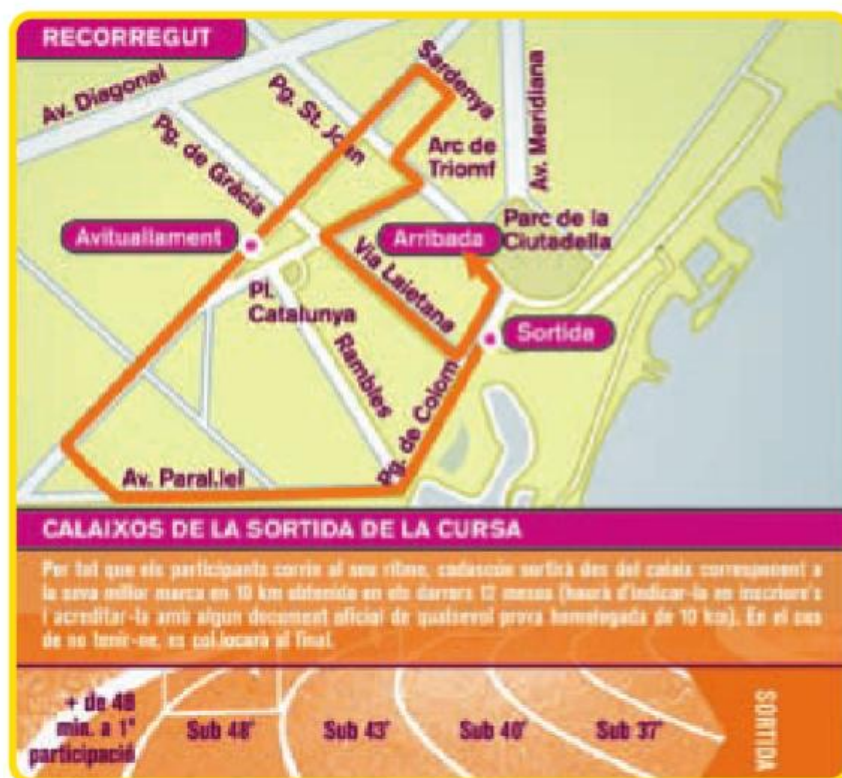 RECORREGUT
Av. Diagonal
Pg. St. Joan
Sardenya
Av. Meridiana
Pg. de Gràcia
Arc de
Triomf
Avituallament
Arribada
Parc de la
Ciutadella
Via Laietana
Pl.
Catalunya
Sortida
Rambles
Pg. de Colom
Av. Paral.lel
CALAIXOS DE LA SORTIDA DE LA CURSA
Per tal que els participants corrin al seu ritme, cadascún sortirà des del calaix corresponent a
la seva millor marca en 10 km obtenida en els darrers 12 mesos (haurà d'indicar-la en inscriure's
i acreditar-la amb algun document oficial de qualsevol prova homologada de 10 km). En el cas
de no tenir-ne, es col.locarà al final.
+ de 48
min. a 1ª
participació
Sub 48'
Sub 43'
Sub 40'
Sub 37'
SORTIDA